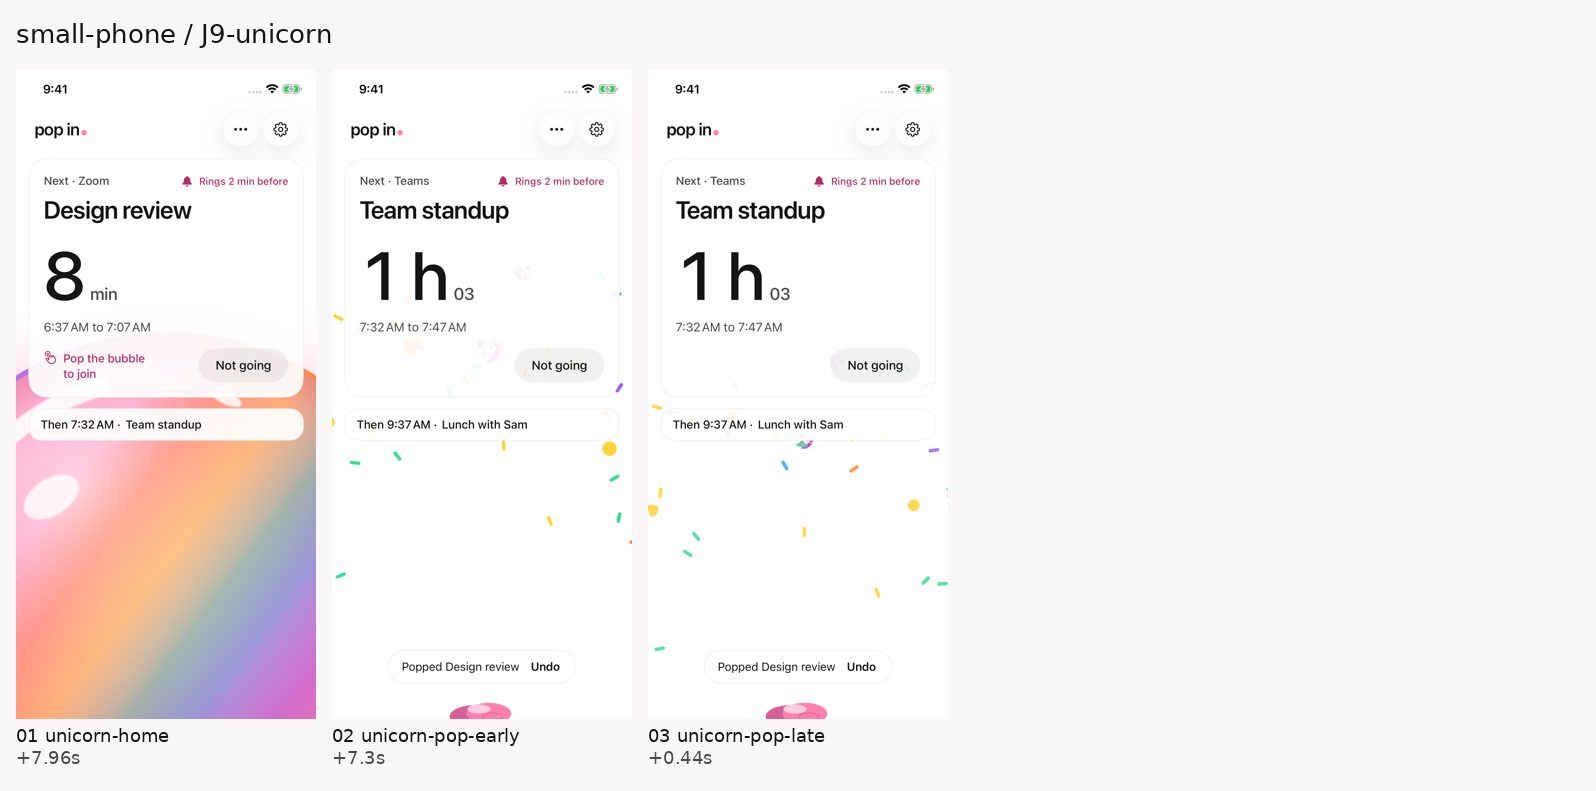 small-phone / J9-unicorn
9:41
pop in
Next · Zoom
Rings 2 min before
Design review
8 min
6:37 AM to 7:07 AM
Pop the bubble
to join
Not going
Then 7:32 AM · Team standup
01 unicorn-home
+7.96s
9:41
pop in
Next · Teams
Rings 2 min before
Team standup
1 h 03
7:32 AM to 7:47 AM
Not going
Then 9:37 AM · Lunch with Sam
Popped Design review Undo
02 unicorn-pop-early
+7.3s
9:41
pop in
Next · Teams
Rings 2 min before
Team standup
1 h 03
7:32 AM to 7:47 AM
Not going
Then 9:37 AM · Lunch with Sam
Popped Design review Undo
03 unicorn-pop-late
+0.44s